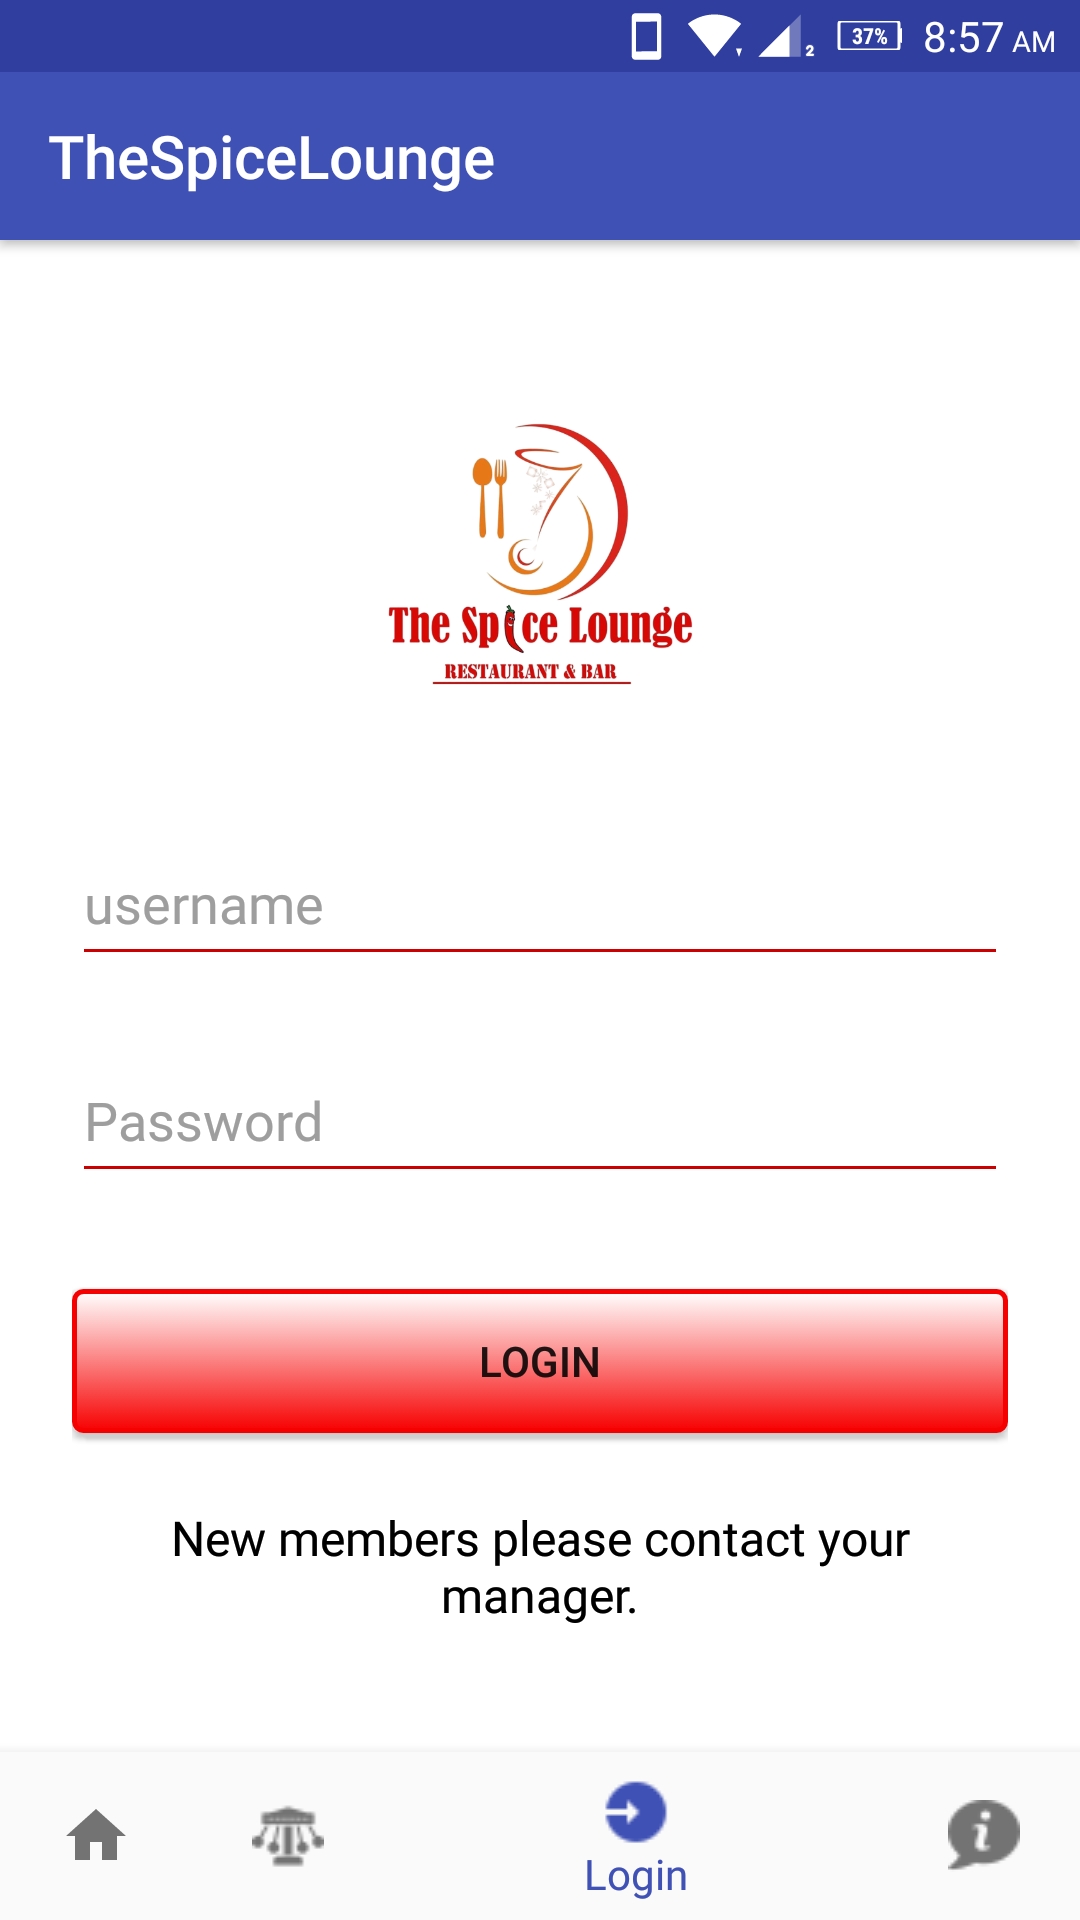 2 37% 8:57 AM
TheSpiceLounge
The Spice Lounge
RESTAURANT & BAR
username
Password
LOGIN
New members please contact your
manager.
Login